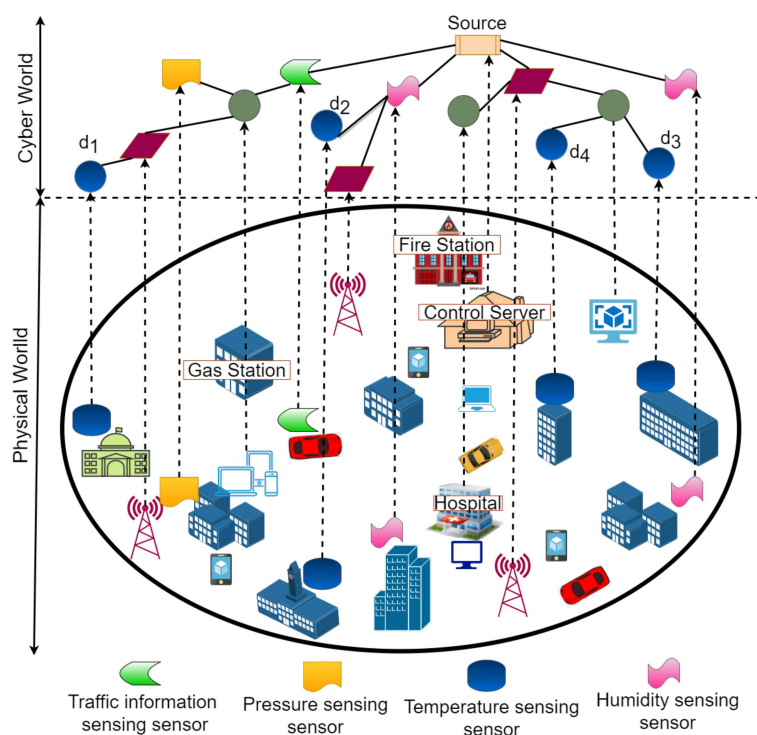 Source
Cyber World
d1
d2
d3
d4
Fire Station
Control Server
Gas Station
Physical Worlld
Hospital
Traffic information
sensing sensor
Pressure sensing
sensor
Temperature sensing
sensor
Humidity sensing
sensor